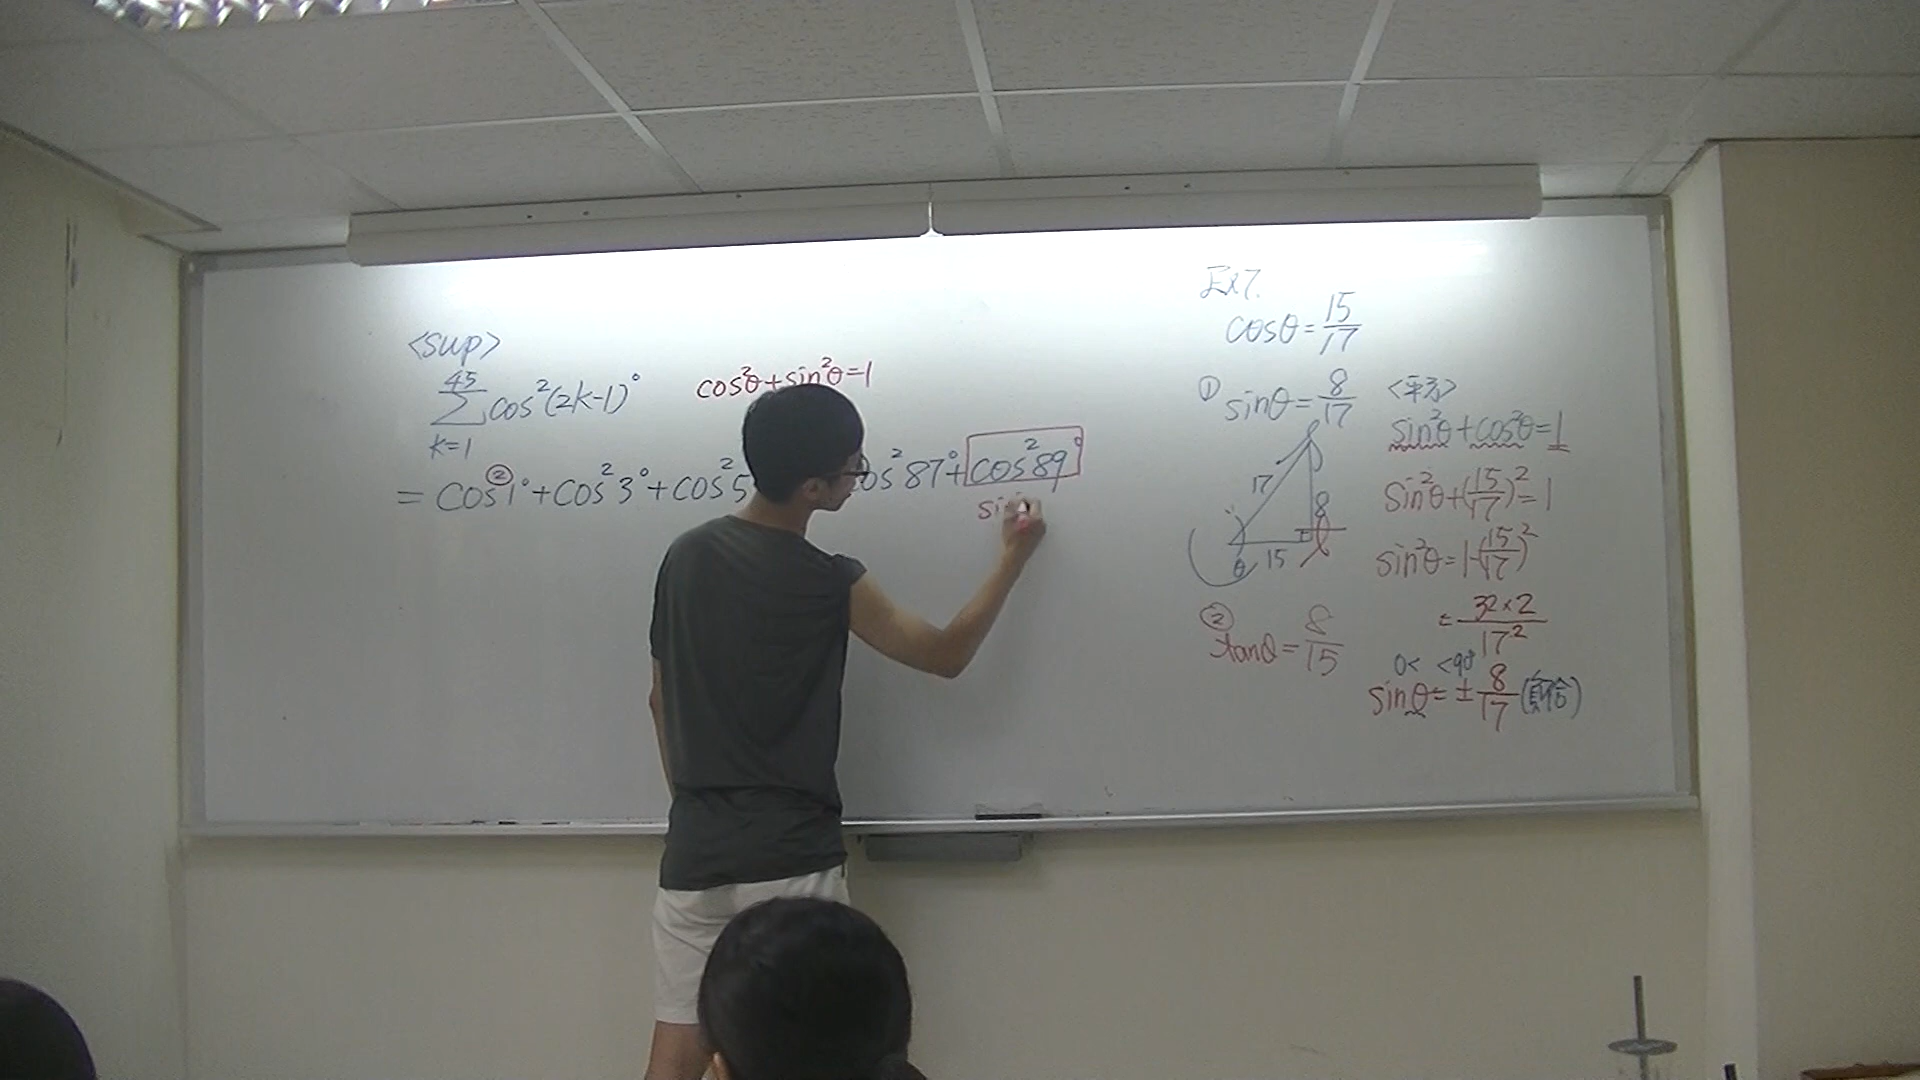 <sup>
45
∑ cos²(2k-1)°
k=1
cos²θ+sin²θ=1
= cos²1°+cos²3°+cos²5 os²87°+cos²89°
si
Ex7.
cosθ=15/17
① sinθ=8/17
17
8
15
θ
② tanθ=8/15
<平方>
sin²θ+cos²θ=1
sin²θ+(15/17)²=1
sin²θ=1-(15/17)²
=32×2/17²
0< <90°
sinθ=±8/17 (負